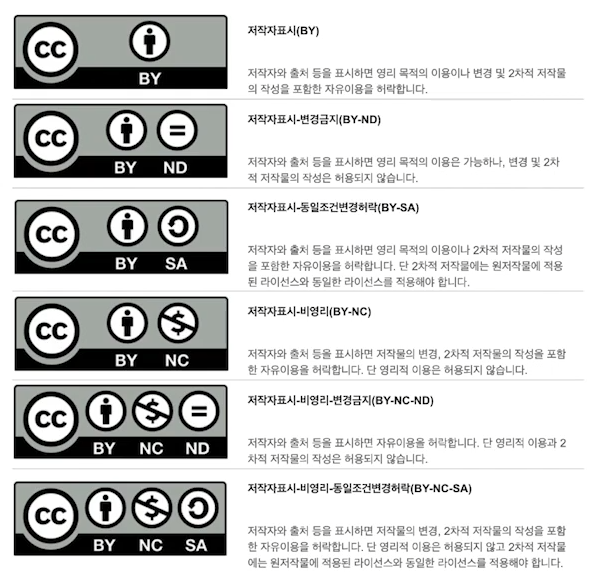 cc
BY
저작자표시(BY)
저작자와 출처 등을 표시하면 영리 목적의 이용이나 변경 및 2차적 저작물
의 작성을 포함한 자유이용을 허락합니다.
cc
BY ND
저작자표시-변경금지(BY-ND)
저작자와 출처 등을 표시하면 영리 목적의 이용은 가능하나, 변경 및 2차
적 저작물의 작성은 허용되지 않습니다.
cc
BY SA
저작자표시-동일조건변경허락(BY-SA)
저작자와 출처 등을 표시하면 영리 목적의 이용이나 2차적 저작물의 작성
을 포함한 자유이용을 허락합니다. 단 2차적 저작물에는 원저작물에 적용
된 라이선스와 동일한 라이선스를 적용해야 합니다.
cc
BY NC
저작자표시-비영리(BY-NC)
저작자와 출처 등을 표시하면 저작물의 변경, 2차적 저작물의 작성을 포함
한 자유이용을 허락합니다. 단 영리적 이용은 허용되지 않습니다.
cc
BY NC ND
저작자표시-비영리-변경금지(BY-NC-ND)
저작자와 출처 등을 표시하면 자유이용을 허락합니다. 단 영리적 이용과 2
차적 저작물의 작성은 허용되지 않습니다.
cc
BY NC SA
저작자표시-비영리-동일조건변경허락(BY-NC-SA)
저작자와 출처 등을 표시하면 저작물의 변경, 2차적 저작물의 작성을 포함
한 자유이용을 허락합니다. 단 영리적 이용은 허용되지 않고 2차적 저작물
에는 원저작물에 적용된 라이선스와 동일한 라이선스를 적용해야 합니다.